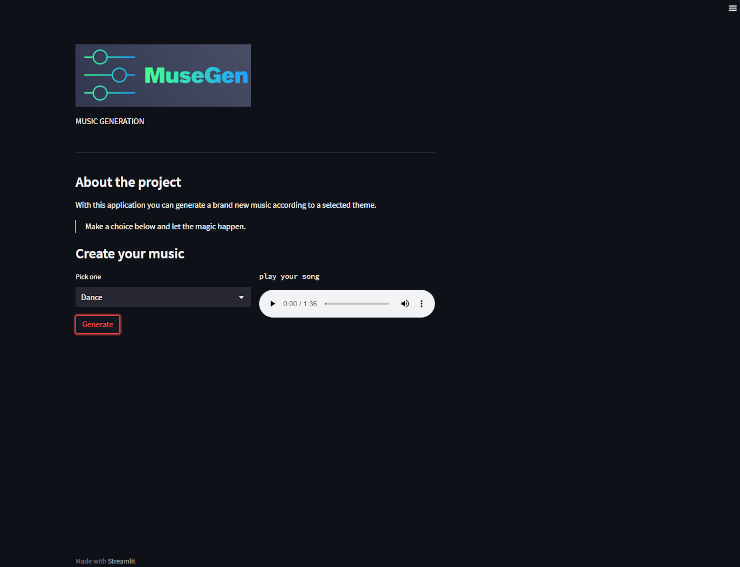 MuseGen
MUSIC GENERATION
About the project
With this application you can generate a brand new music according to a selected theme.
Make a choice below and let the magic happen.
Create your music
Pick one
play your song
Dance
0:00 / 1:36
Generate
Made with Streamlit